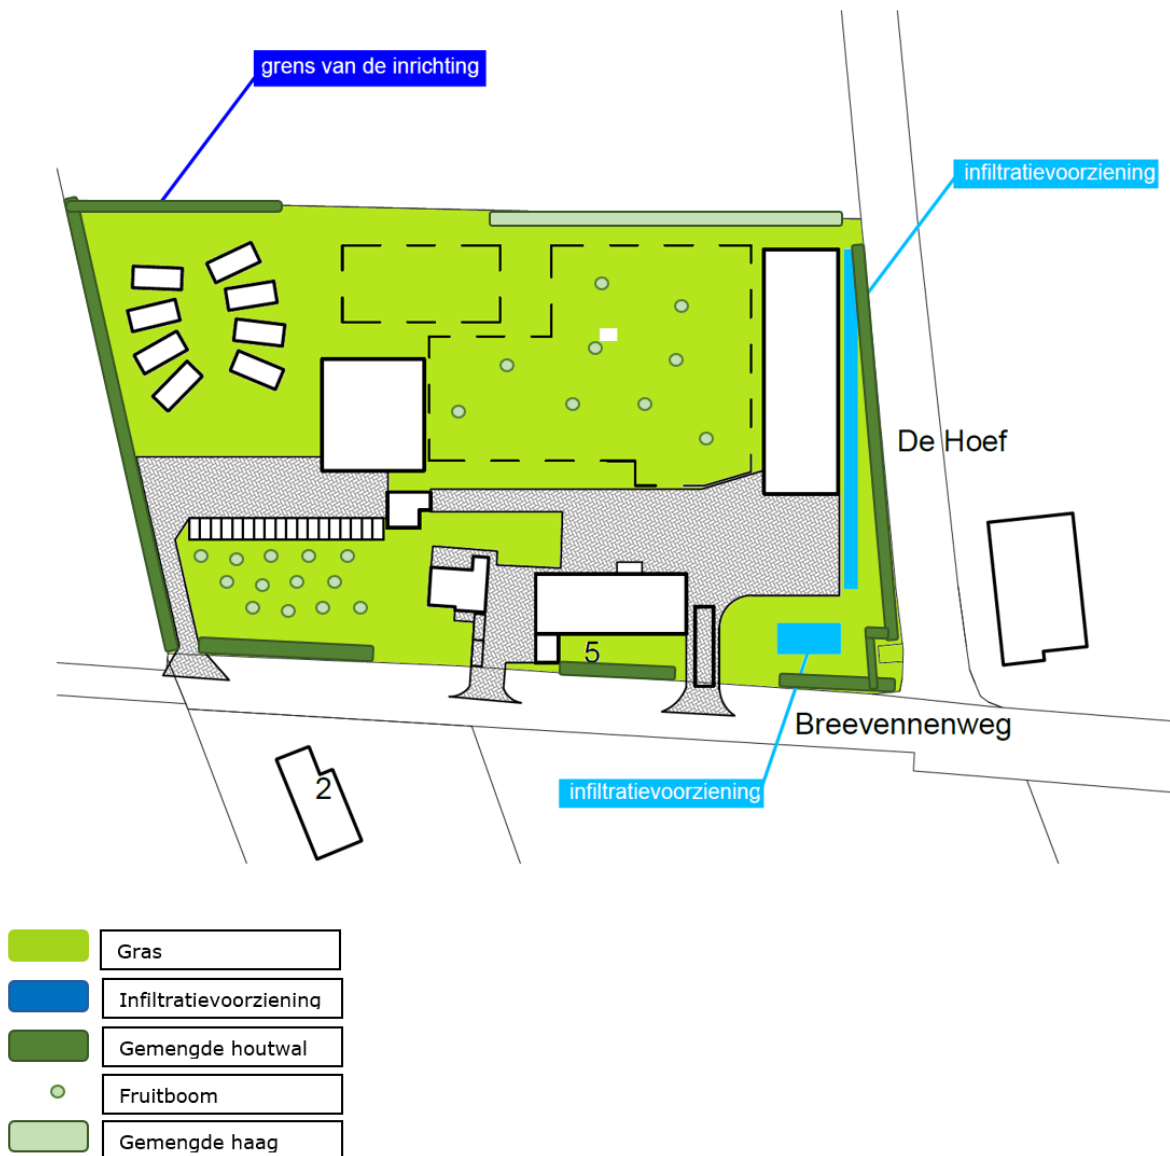 grens van de inrichting
infiltratievoorziening
De Hoef
5
Breevennenweg
2
infiltratievoorziening
Gras
Infiltratievoorziening
Gemengde houtwal
Fruitboom
Gemengde haag